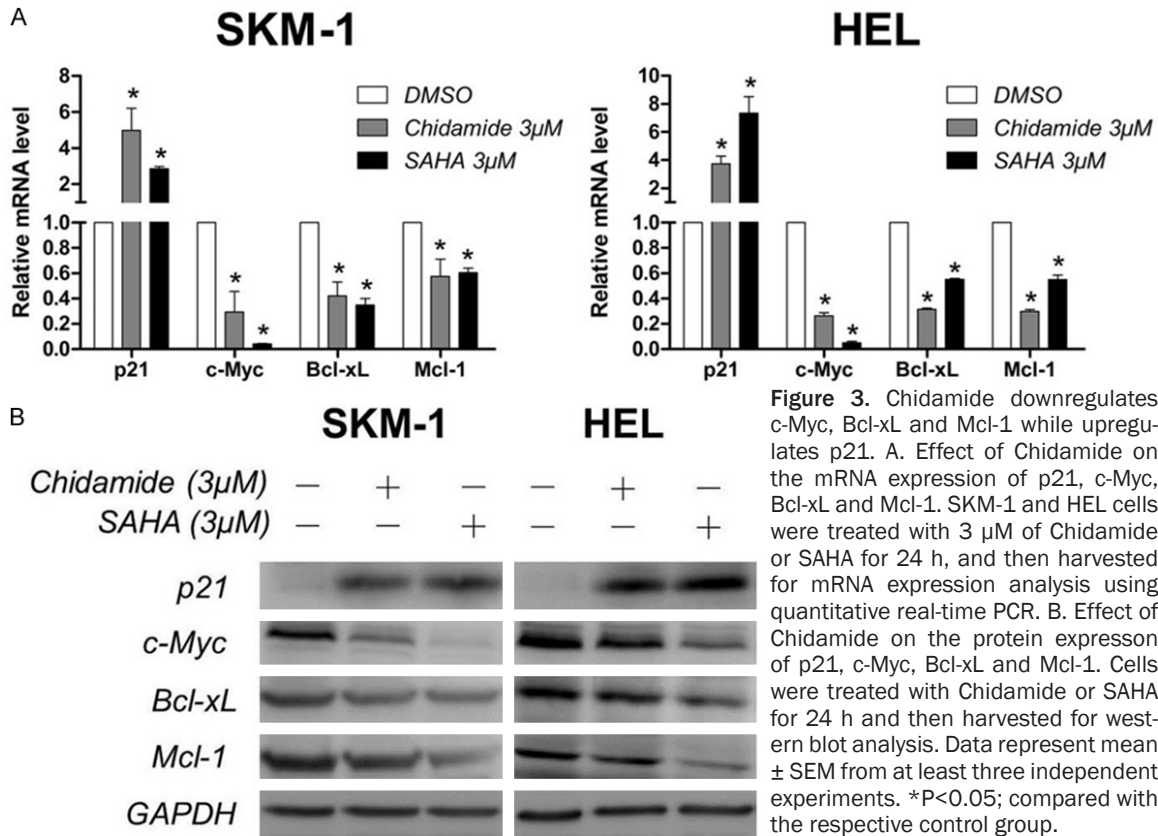 A
SKM-1
HEL
Relative mRNA level
8
6
4
2
1.0
0.8
0.6
0.4
0.2
0.0
* * * * * * * *
DMSO
Chidamide 3µM
SAHA 3µM
p21 c-Myc Bcl-xL Mcl-1
Relative mRNA level
10
8
6
4
2
1.0
0.8
0.6
0.4
0.2
0.0
* * * * * * * *
DMSO
Chidamide 3µM
SAHA 3µM
p21 c-Myc Bcl-xL Mcl-1
B
SKM-1 HEL
Chidamide (3µM) — + — — + —
SAHA (3µM) — — + — — +
p21
c-Myc
Bcl-xL
Mcl-1
GAPDH
Figure 3. Chidamide downregulates
c-Myc, Bcl-xL and Mcl-1 while upregu-
lates p21. A. Effect of Chidamide on
the mRNA expression of p21, c-Myc,
Bcl-xL and Mcl-1. SKM-1 and HEL cells
were treated with 3 µM of Chidamide
or SAHA for 24 h, and then harvested
for mRNA expression analysis using
quantitative real-time PCR. B. Effect of
Chidamide on the protein expresson
of p21, c-Myc, Bcl-xL and Mcl-1. Cells
were treated with Chidamide or SAHA
for 24 h and then harvested for west-
ern blot analysis. Data represent mean
± SEM from at least three independent
experiments. *P<0.05; compared with
the respective control group.